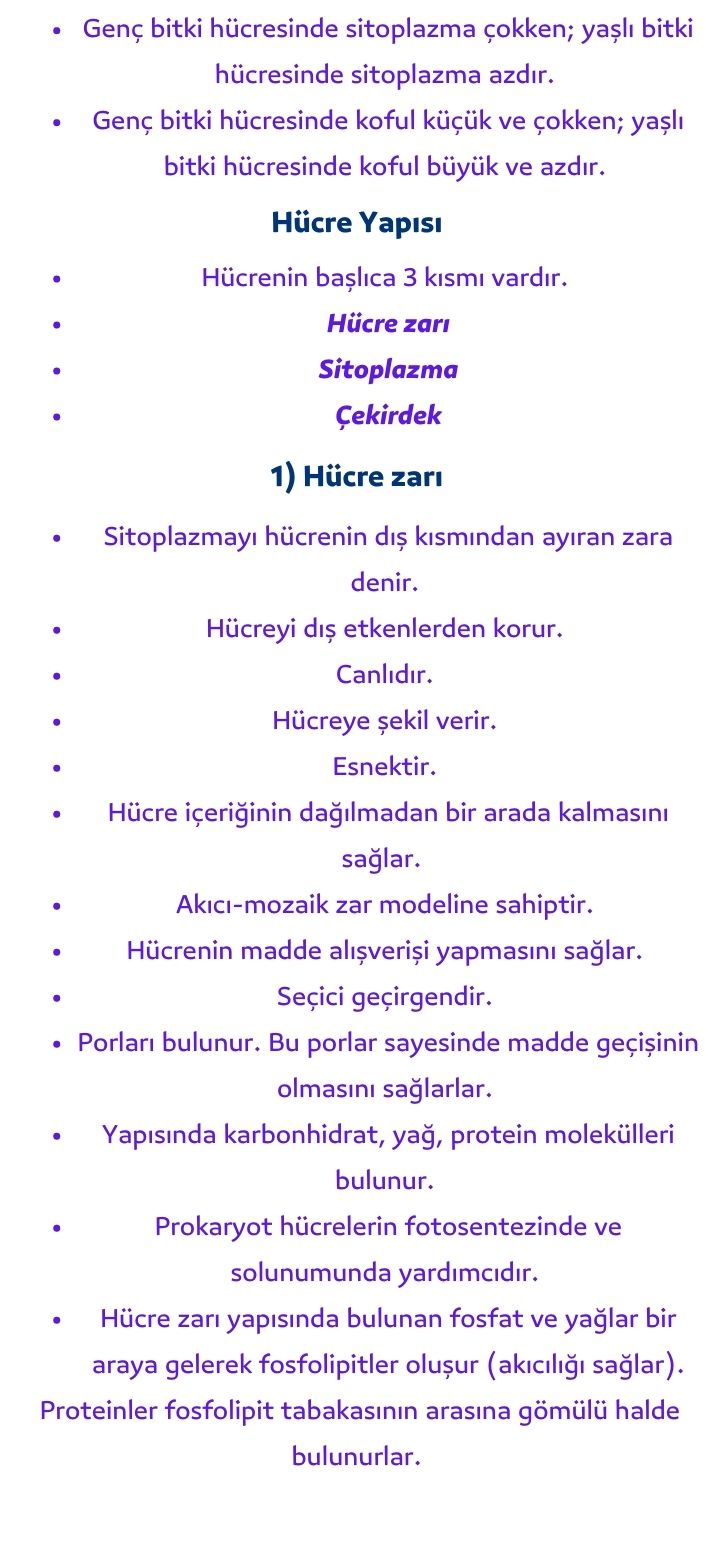 • Genç bitki hücresinde sitoplazma çokken; yaşlı bitki
hücresinde sitoplazma azdır.
• Genç bitki hücresinde koful küçük ve çokken; yaşlı
bitki hücresinde koful büyük ve azdır.
Hücre Yapısı
• Hücrenin başlıca 3 kısmı vardır.
• Hücre zarı
• Sitoplazma
• Çekirdek
1) Hücre zarı
• Sitoplazmayı hücrenin dış kısmından ayıran zara
denir.
• Hücreyi dış etkenlerden korur.
• Canlıdır.
• Hücreye şekil verir.
• Esnektir.
• Hücre içeriğinin dağılmadan bir arada kalmasını
sağlar.
• Akıcı-mozaik zar modeline sahiptir.
• Hücrenin madde alışverişi yapmasını sağlar.
• Seçici geçirgendir.
• Porları bulunur. Bu porlar sayesinde madde geçişinin
olmasını sağlarlar.
• Yapısında karbonhidrat, yağ, protein molekülleri
bulunur.
• Prokaryot hücrelerin fotosentezinde ve
solunumunda yardımcıdır.
• Hücre zarı yapısında bulunan fosfat ve yağlar bir
araya gelerek fosfolipitler oluşur (akıcılığı sağlar).
Proteinler fosfolipit tabakasının arasına gömülü halde
bulunurlar.